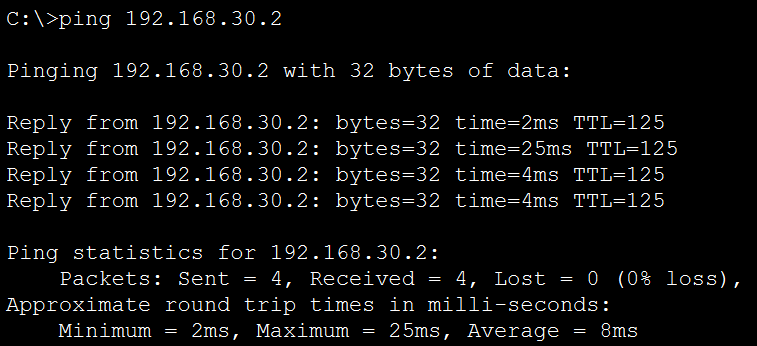 C:\>ping 192.168.30.2
Pinging 192.168.30.2 with 32 bytes of data:
Reply from 192.168.30.2: bytes=32 time=2ms TTL=125
Reply from 192.168.30.2: bytes=32 time=25ms TTL=125
Reply from 192.168.30.2: bytes=32 time=4ms TTL=125
Reply from 192.168.30.2: bytes=32 time=4ms TTL=125
Ping statistics for 192.168.30.2:
    Packets: Sent = 4, Received = 4, Lost = 0 (0% loss),
Approximate round trip times in milli-seconds:
    Minimum = 2ms, Maximum = 25ms, Average = 8ms